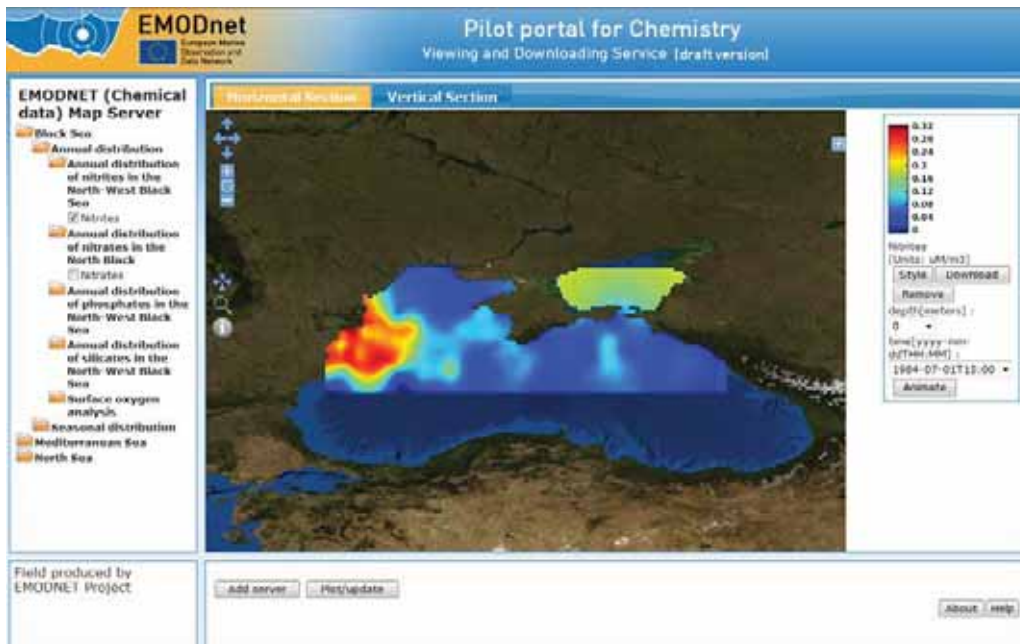 EMODnet
European Marine
Observation and
Data Network
Pilot portal for Chemistry
Viewing and Downloading Service (draft version)
EMODNET (Chemical
data) Map Server
Black Sea
Annual distribution
Annual distribution
of nitrites in the
North-West Black
Sea
Nitrites
Annual distribution
of nitrates in the
North Black
Nitrates
Annual distribution
of phosphates in the
North-West Black
Sea
Annual distribution
of silicates in the
North-West Black
Sea
Surface oxygen
analysis
Seasonal distribution
Mediterranean Sea
North Sea
Field produced by
EMODNET Project
Horizontal Section
Vertical Section
0.32
0.28
0.24
0.2
0.16
0.12
0.08
0.04
0
Nitrites
[Units: uM/m3]
Style Download
Remove
depth[meters] :
0
time[yyyy-mm-
ddTHH:MM] :
1984-07-01T13:00
Animate
Add server
Plot/update
About Help